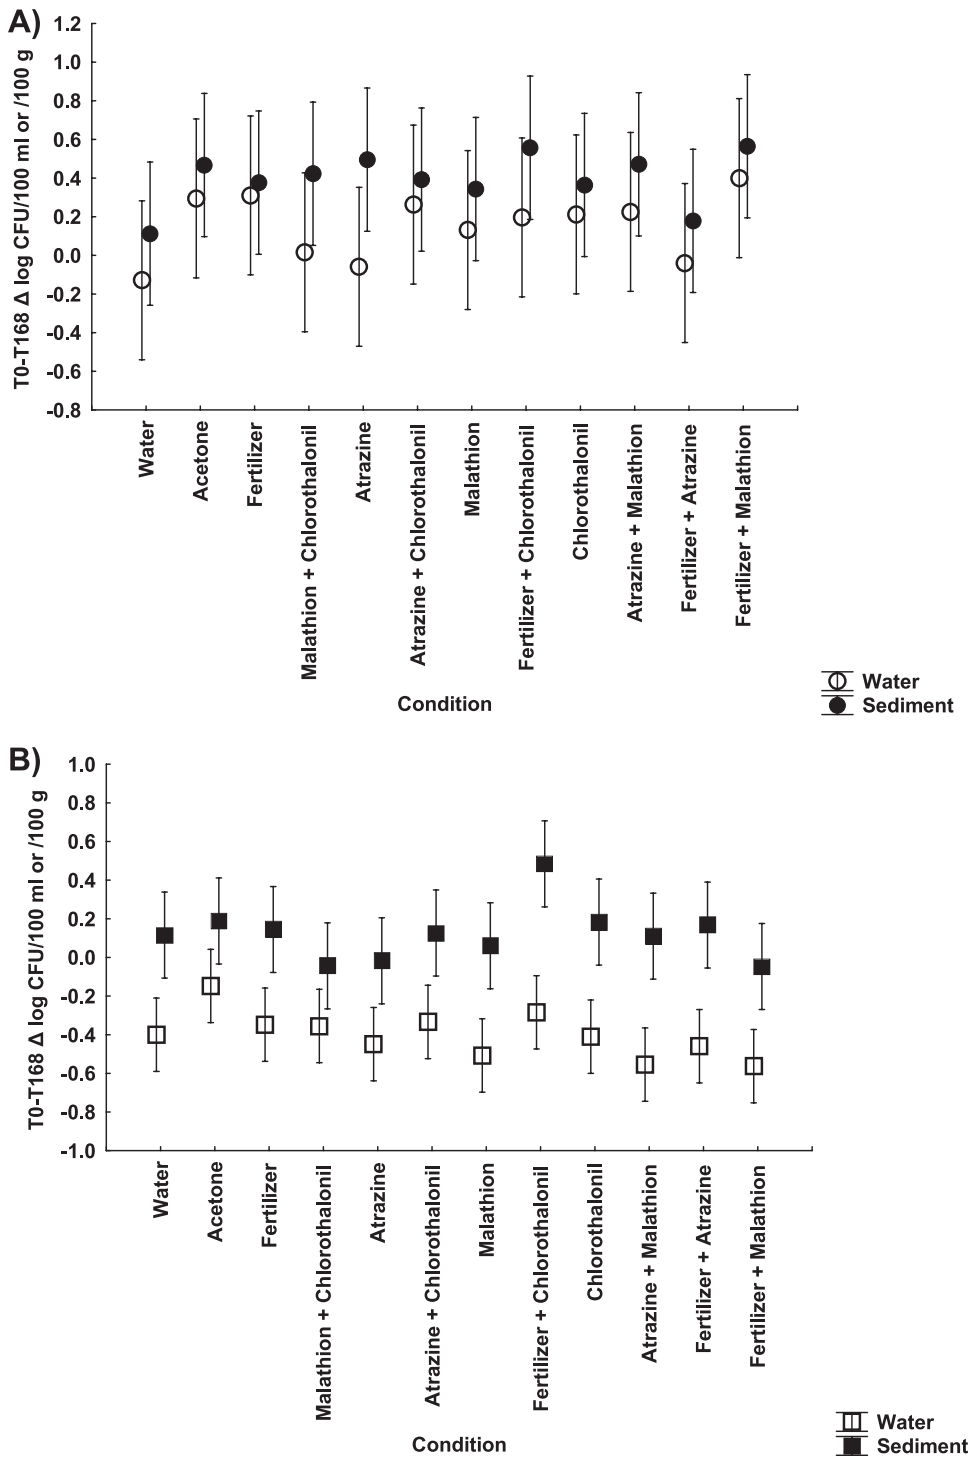 A)
T0-T168 Δ log CFU/100 ml or /100 g
1.2
1.0
0.8
0.6
0.4
0.2
0.0
-0.2
-0.4
-0.6
-0.8
Water
Acetone
Fertilizer
Malathion + Chlorothalonil
Atrazine
Atrazine + Chlorothalonil
Malathion
Fertilizer + Chlorothalonil
Chlorothalonil
Atrazine + Malathion
Fertilizer + Atrazine
Fertilizer + Malathion
Condition
Water
Sediment
B)
T0-T168 Δ log CFU/100 ml or /100 g
1.0
0.8
0.6
0.4
0.2
0.0
-0.2
-0.4
-0.6
-0.8
-1.0
Water
Acetone
Fertilizer
Malathion + Chlorothalonil
Atrazine
Atrazine + Chlorothalonil
Malathion
Fertilizer + Chlorothalonil
Chlorothalonil
Atrazine + Malathion
Fertilizer + Atrazine
Fertilizer + Malathion
Condition
Water
Sediment